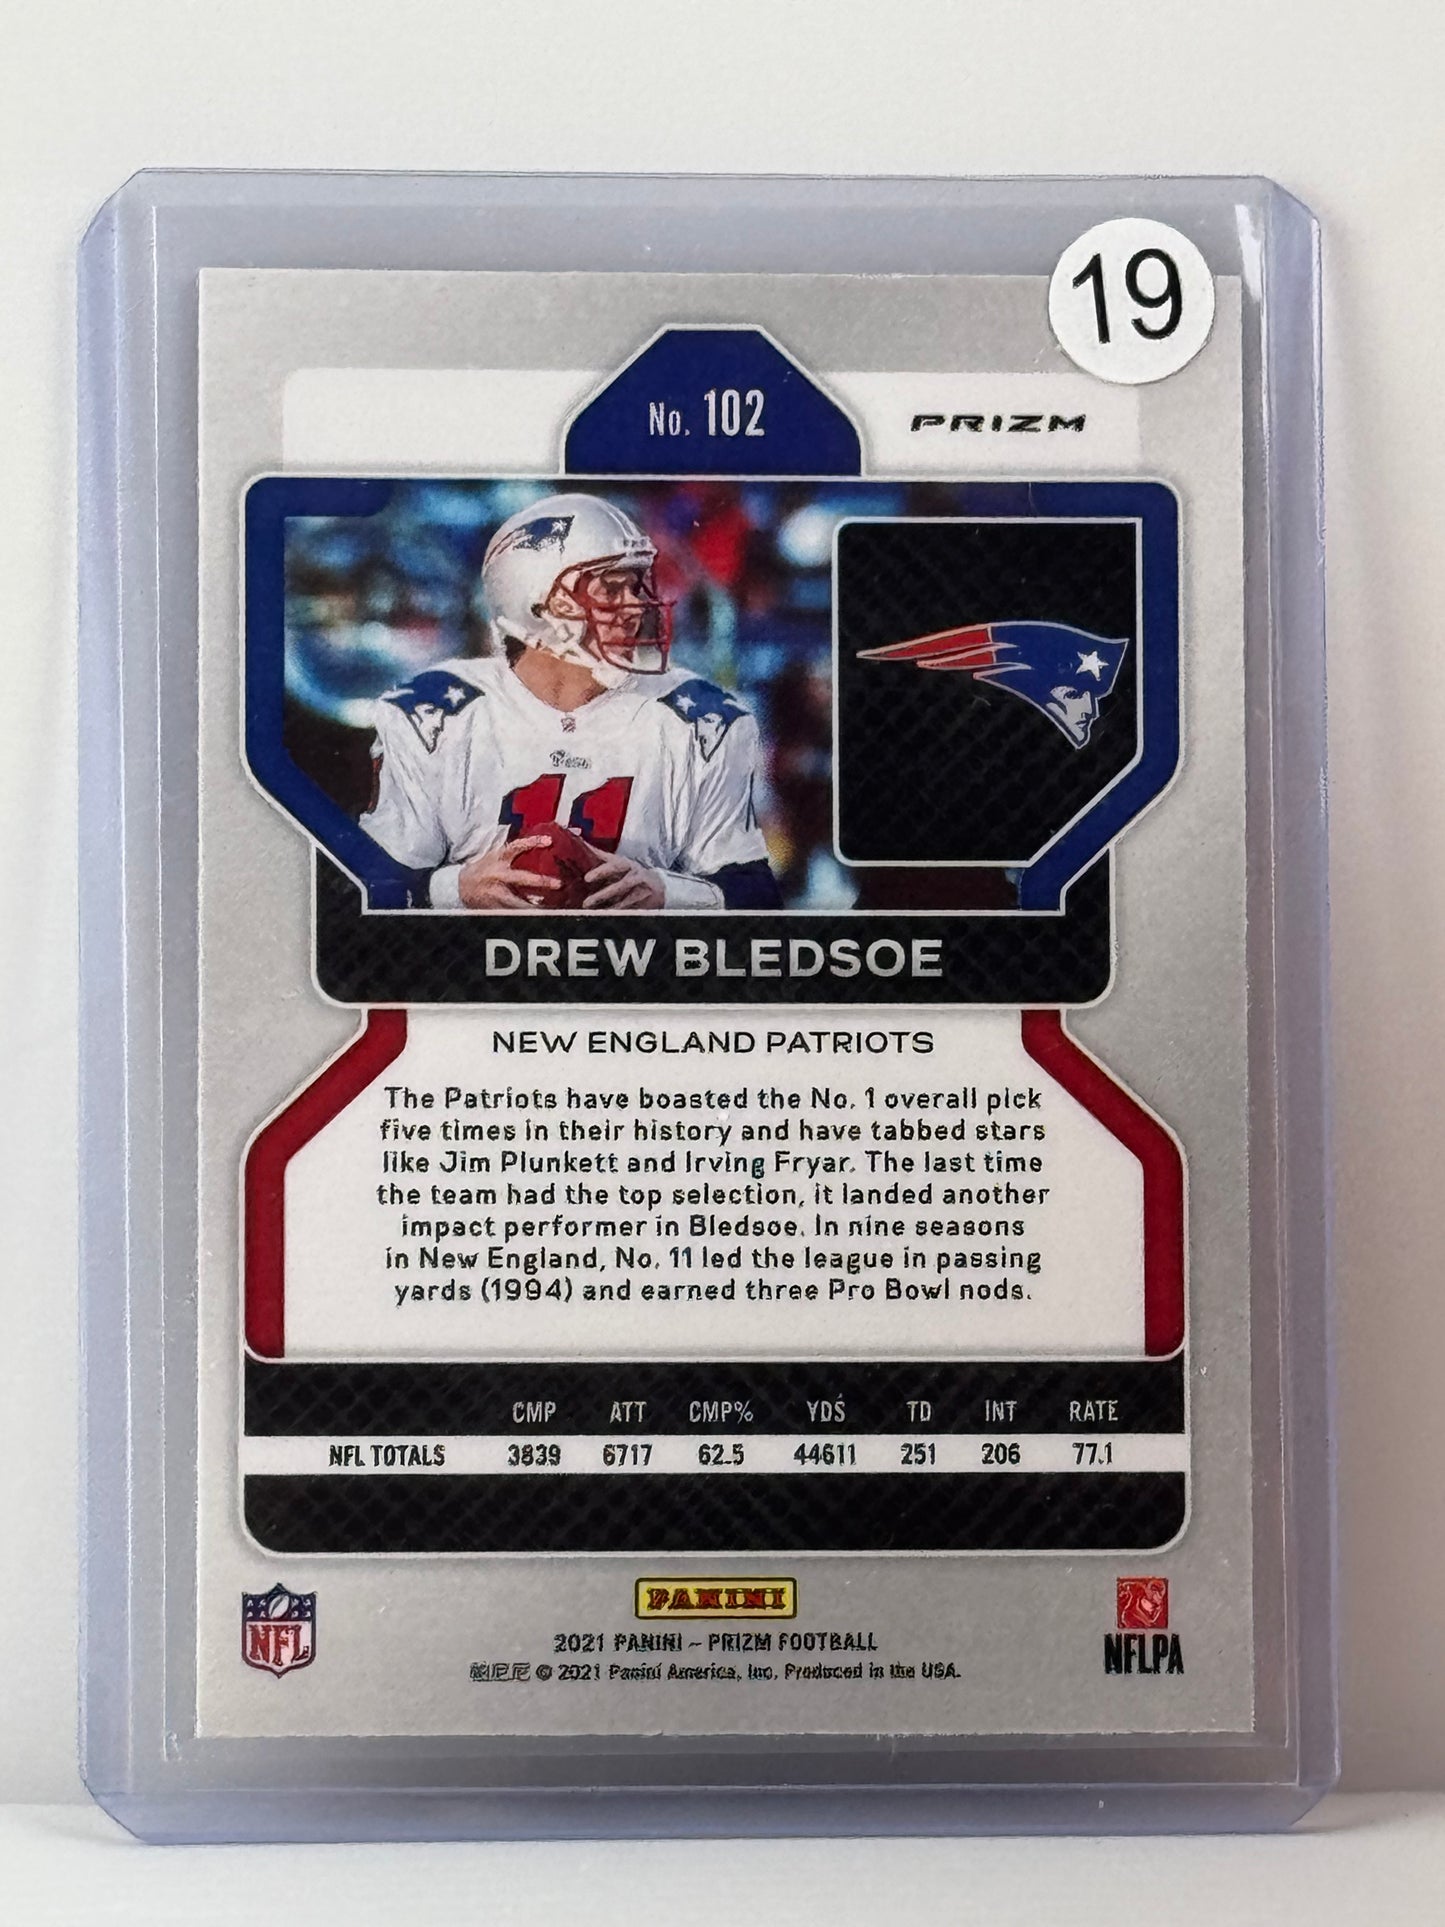 19
No. 102
PRIZM
11
DREW BLEDSOE
NEW ENGLAND PATRIOTS
The Patriots have boasted the No. 1 overall pick
five times in their history and have tabbed stars
like Jim Plunkett and Irving Fryar. The last time
the team had the top selection, it landed another
impact performer in Bledsoe. In nine seasons
in New England, No. 11 led the league in passing
yards (1994) and earned three Pro Bowl nods.
CMP ATT CMP% YDS TD INT RATE
NFL TOTALS 3839 6717 62.5 44611 251 206 77.1
NFL
PANINI
NFLPA
2021 PANINI – PRIZM FOOTBALL
© 2021 Panini America, Inc. Produced in the USA.